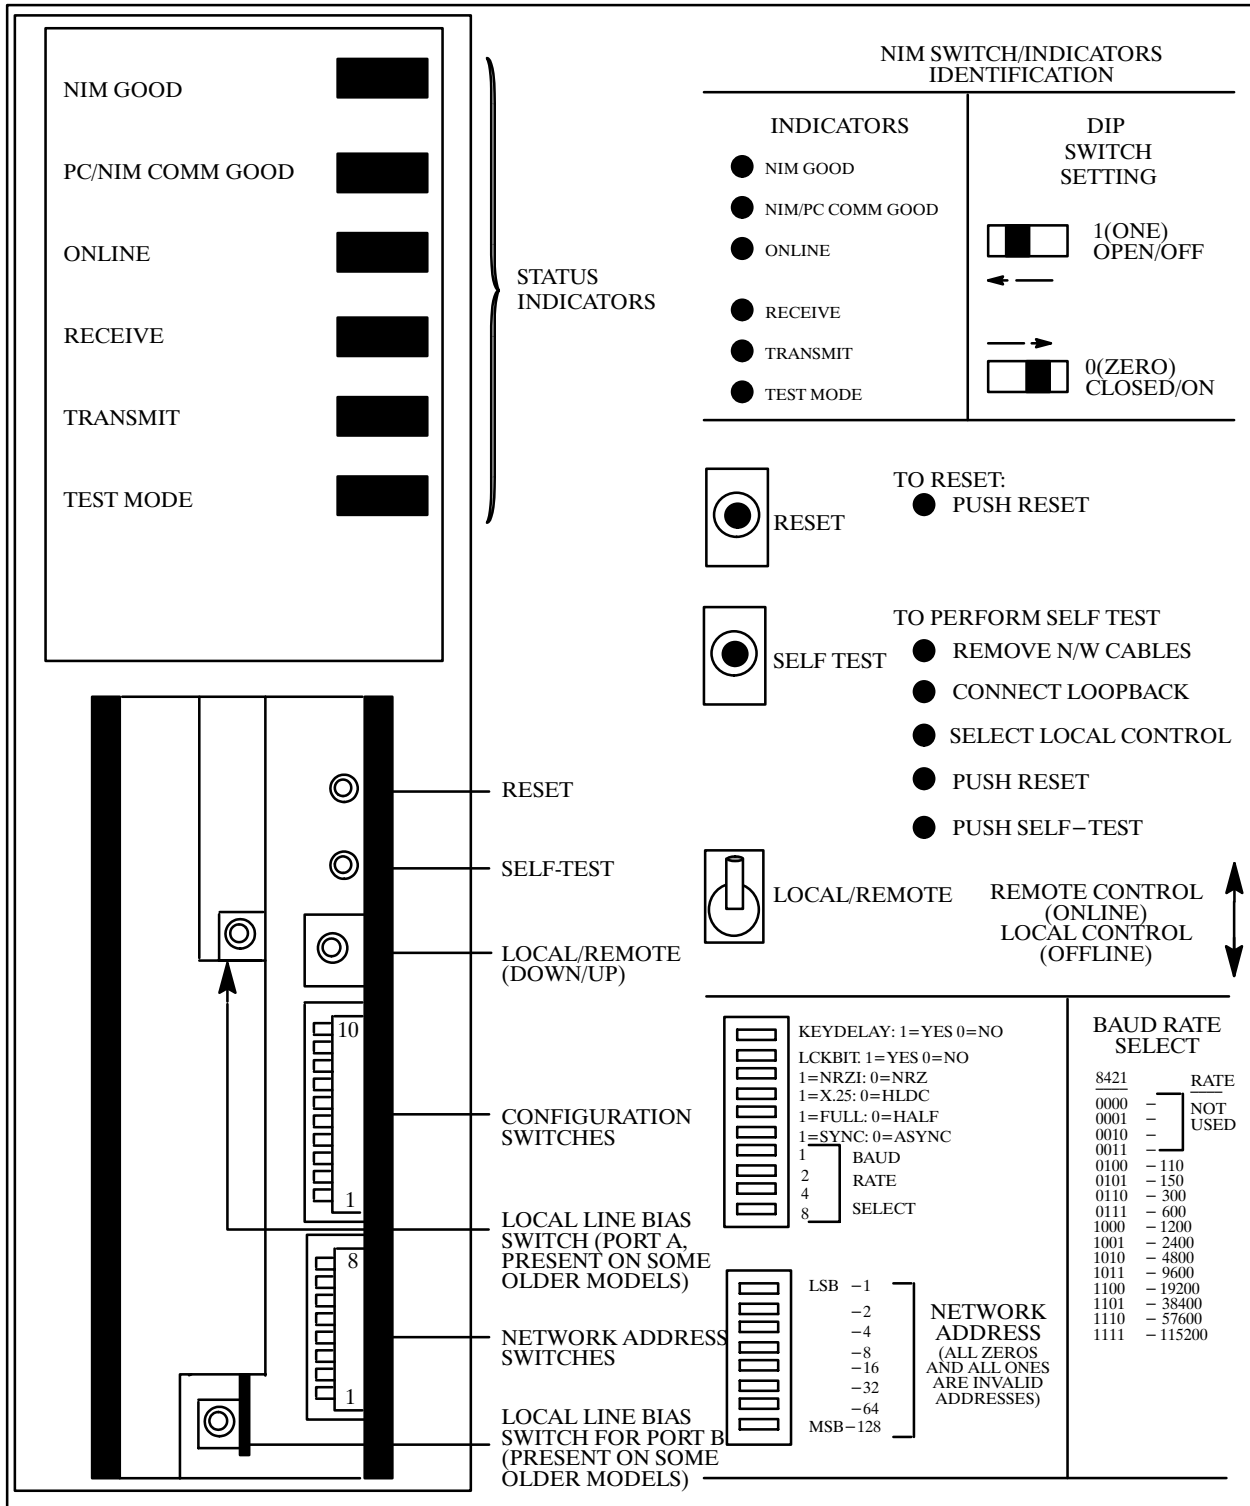 NIM GOOD
PC/NIM COMM GOOD
ONLINE
RECEIVE
TRANSMIT
TEST MODE
STATUS
INDICATORS
RESET
SELF-TEST
LOCAL/REMOTE
(DOWN/UP)
10
1
CONFIGURATION
SWITCHES
LOCAL LINE BIAS
SWITCH (PORT A,
PRESENT ON SOME
OLDER MODELS)
8
1
NETWORK ADDRESS
SWITCHES
LOCAL LINE BIAS
SWITCH FOR PORT B
(PRESENT ON SOME
OLDER MODELS)
NIM SWITCH/INDICATORS
IDENTIFICATION
INDICATORS
NIM GOOD
NIM/PC COMM GOOD
ONLINE
RECEIVE
TRANSMIT
TEST MODE
DIP
SWITCH
SETTING
1(ONE)
OPEN/OFF
0(ZERO)
CLOSED/ON
RESET
TO RESET:
PUSH RESET
SELF TEST
TO PERFORM SELF TEST
REMOVE N/W CABLES
CONNECT LOOPBACK
SELECT LOCAL CONTROL
PUSH RESET
PUSH SELF−TEST
LOCAL/REMOTE
REMOTE CONTROL
(ONLINE)
LOCAL CONTROL
(OFFLINE)
KEYDELAY: 1=YES 0=NO
LCKBIT. 1=YES 0=NO
1=NRZI: 0=NRZ
1=X.25: 0=HLDC
1=FULL: 0=HALF
1=SYNC: 0=ASYNC
1 BAUD
2 RATE
4
8 SELECT
LSB −1
−2
−4
−8
−16
−32
−64
MSB−128
NETWORK
ADDRESS
(ALL ZEROS
AND ALL ONES
ARE INVALID
ADDRESSES)
BAUD RATE
SELECT
8421 RATE
0000 − NOT
0001 − USED
0010 −
0011 −
0100 − 110
0101 − 150
0110 − 300
0111 − 600
1000 − 1200
1001 − 2400
1010 − 4800
1011 − 9600
1100 − 19200
1101 − 38400
1110 − 57600
1111 − 115200